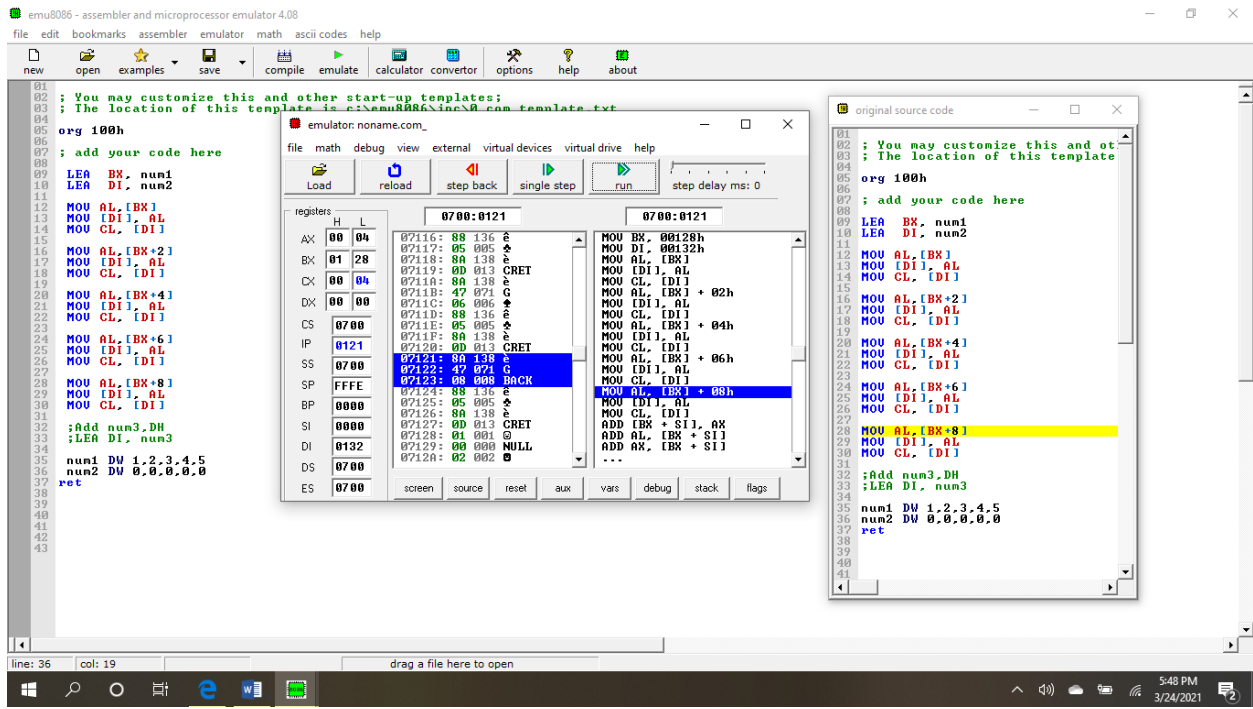 emu8086 - assembler and microprocessor emulator 4.08
file edit bookmarks assembler emulator math ascii codes help
new open examples save compile emulate calculator convertor options help about
01
02 ; You may customize this and other start-up templates;
03 ; The location of this template is c:\emu8086\inc\0_com_template.txt
04
05 org 100h
06
07 ; add your code here
08
09 LEA BX, num1
10 LEA DI, num2
11
12 MOV AL,[BX]
13 MOV [DI], AL
14 MOV CL, [DI]
15
16 MOV AL,[BX+2]
17 MOV [DI], AL
18 MOV CL, [DI]
19
20 MOV AL,[BX+4]
21 MOV [DI], AL
22 MOV CL, [DI]
23
24 MOV AL,[BX+6]
25 MOV [DI], AL
26 MOV CL, [DI]
27
28 MOV AL,[BX+8]
29 MOV [DI], AL
30 MOV CL, [DI]
31
32 ;Add num3,DH
33 ;LEA DI, num3
34
35 num1 DW 1,2,3,4,5
36 num2 DW 0,0,0,0,0
37 ret
38
39
40
41
42
43
emulator: noname.com_
file math debug view external virtual devices virtual drive help
Load reload step back single step run step delay ms: 0
registers H L
AX 00 04
BX 01 28
CX 00 04
DX 00 00
CS 0700
IP 0121
SS 0700
SP FFFE
BP 0000
SI 0000
DI 0132
DS 0700
ES 0700
0700:0121
07116: 88 136 ê
07117: 05 005 ♣
07118: 8A 138 è
07119: 0D 013 CRET
0711A: 8A 138 è
0711B: 47 071 G
0711C: 06 006 ♠
0711D: 88 136 ê
0711E: 05 005 ♣
0711F: 8A 138 è
07120: 0D 013 CRET
07121: 8A 138 è
07122: 47 071 G
07123: 08 008 BACK
07124: 88 136 ê
07125: 05 005 ♣
07126: 8A 138 è
07127: 0D 013 CRET
07128: 01 001 ☺
07129: 00 000 NULL
0712A: 02 002 ☻
0700:0121
MOV BX, 00128h
MOV DI, 00132h
MOV AL, [BX]
MOV [DI], AL
MOV CL, [DI]
MOV AL, [BX] + 02h
MOV [DI], AL
MOV CL, [DI]
MOV AL, [BX] + 04h
MOV [DI], AL
MOV CL, [DI]
MOV AL, [BX] + 06h
MOV [DI], AL
MOV CL, [DI]
MOV AL, [BX] + 08h
MOV [DI], AL
MOV CL, [DI]
ADD [BX + SI], AX
ADD AL, [BX + SI]
ADD AX, [BX + SI]
...
screen source reset aux vars debug stack flags
original source code
01
02 ; You may customize this and ot
03 ; The location of this template
04
05 org 100h
06
07 ; add your code here
08
09 LEA BX, num1
10 LEA DI, num2
11
12 MOV AL,[BX]
13 MOV [DI], AL
14 MOV CL, [DI]
15
16 MOV AL,[BX+2]
17 MOV [DI], AL
18 MOV CL, [DI]
19
20 MOV AL,[BX+4]
21 MOV [DI], AL
22 MOV CL, [DI]
23
24 MOV AL,[BX+6]
25 MOV [DI], AL
26 MOV CL, [DI]
27
28 MOV AL,[BX+8]
29 MOV [DI], AL
30 MOV CL, [DI]
31
32 ;Add num3,DH
33 ;LEA DI, num3
34
35 num1 DW 1,2,3,4,5
36 num2 DW 0,0,0,0,0
37 ret
38
39
40
41
line: 36 col: 19 drag a file here to open
5:48 PM
3/24/2021
2